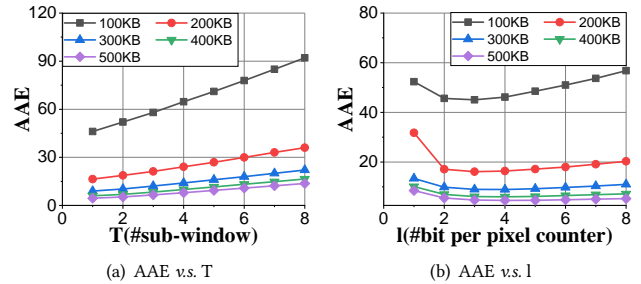 120
90
60
30
0
AAE
100KB 200KB
300KB 400KB
500KB
0 2 4 6 8
T(#sub-window)
(a) AAE v.s. T
80
60
40
20
AAE
100KB 200KB
300KB 400KB
500KB
0 2 4 6 8
l(#bit per pixel counter)
(b) AAE v.s. l